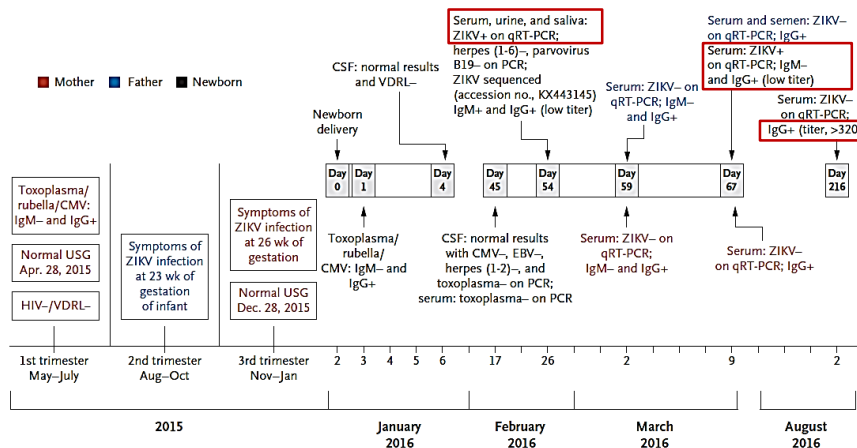 Mother
Father
Newborn
Newborn
delivery
CSF: normal results
and VDRL–
Serum, urine, and saliva:
ZIKV+ on qRT-PCR;
herpes (1-6)–, parvovirus
B19– on PCR;
ZIKV sequenced
(accession no., KX443145)
IgM+ and IgG+ (low titer)
Serum: ZIKV– on
qRT-PCR; IgM–
and IgG+
Serum and semen: ZIKV–
on qRT-PCR; IgG+
Serum: ZIKV+
on qRT-PCR; IgM–
and IgG+ (low titer)
Serum: ZIKV–
on qRT-PCR;
IgG+ (titer, >320
Day
0
Day
1
Day
4
Day
45
Day
54
Day
59
Day
67
Day
216
Toxoplasma/
rubella/CMV:
IgM– and IgG+
Normal USG
Apr. 28, 2015
HIV–/VDRL–
Symptoms of
ZIKV infection
at 23 wk of
gestation
of infant
Symptoms of
ZIKV infection
at 26 wk of
gestation
Normal USG
Dec. 28, 2015
Toxoplasma/
rubella/
CMV: IgM– and
IgG+
CSF: normal results
with CMV–, EBV–,
herpes (1-2)–, and
toxoplasma– on PCR;
serum: toxoplasma– on PCR
Serum: ZIKV– on
qRT-PCR;
IgM– and IgG+
Serum: ZIKV–
on qRT-PCR; IgG+
1st trimester
May–July
2nd trimester
Aug–Oct
3rd trimester
Nov–Jan
2 3 4 5 6 17 26 2 9 2
2015
January
2016
February
2016
March
2016
August
2016